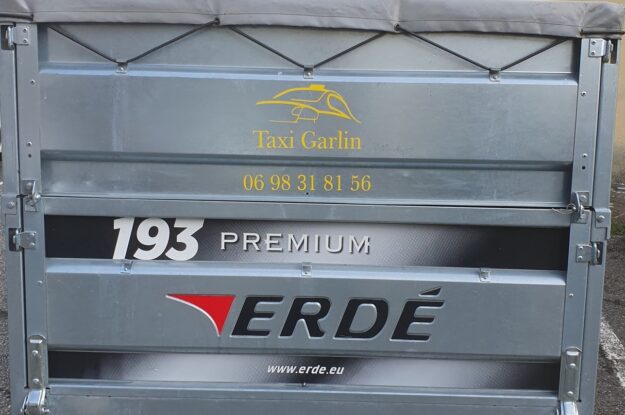 Taxi Garlin
06 98 31 81 56
193 PREMIUM
ERDÉ
www.erde.eu